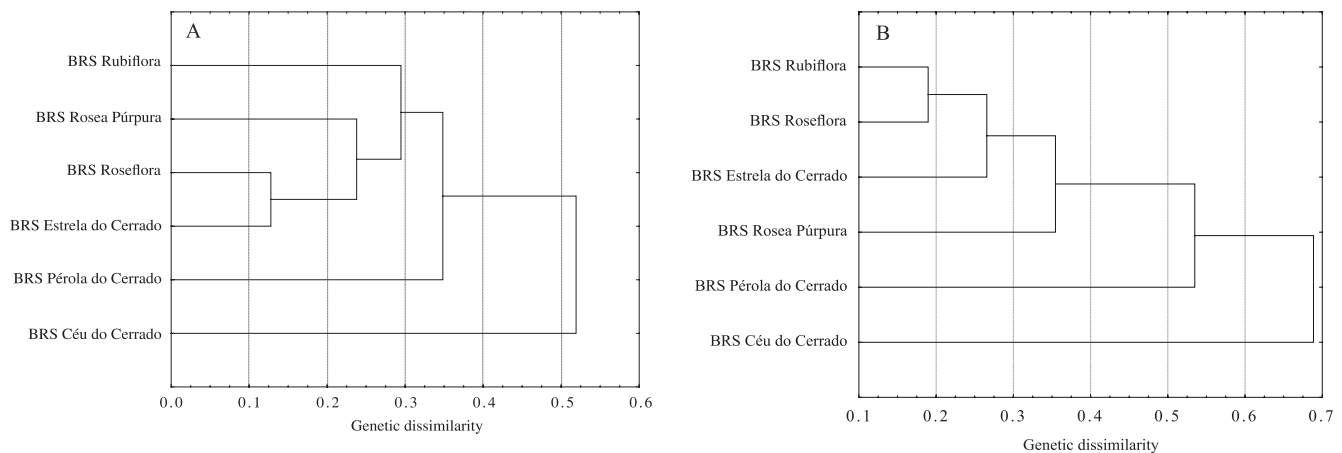 A
BRS Rubiflora
BRS Rosea Púrpura
BRS Roseflora
BRS Estrela do Cerrado
BRS Pérola do Cerrado
BRS Céu do Cerrado
0.0 0.1 0.2 0.3 0.4 0.5 0.6
Genetic dissimilarity
B
BRS Rubiflora
BRS Roseflora
BRS Estrela do Cerrado
BRS Rosea Púrpura
BRS Pérola do Cerrado
BRS Céu do Cerrado
0.1 0.2 0.3 0.4 0.5 0.6 0.7
Genetic dissimilarity